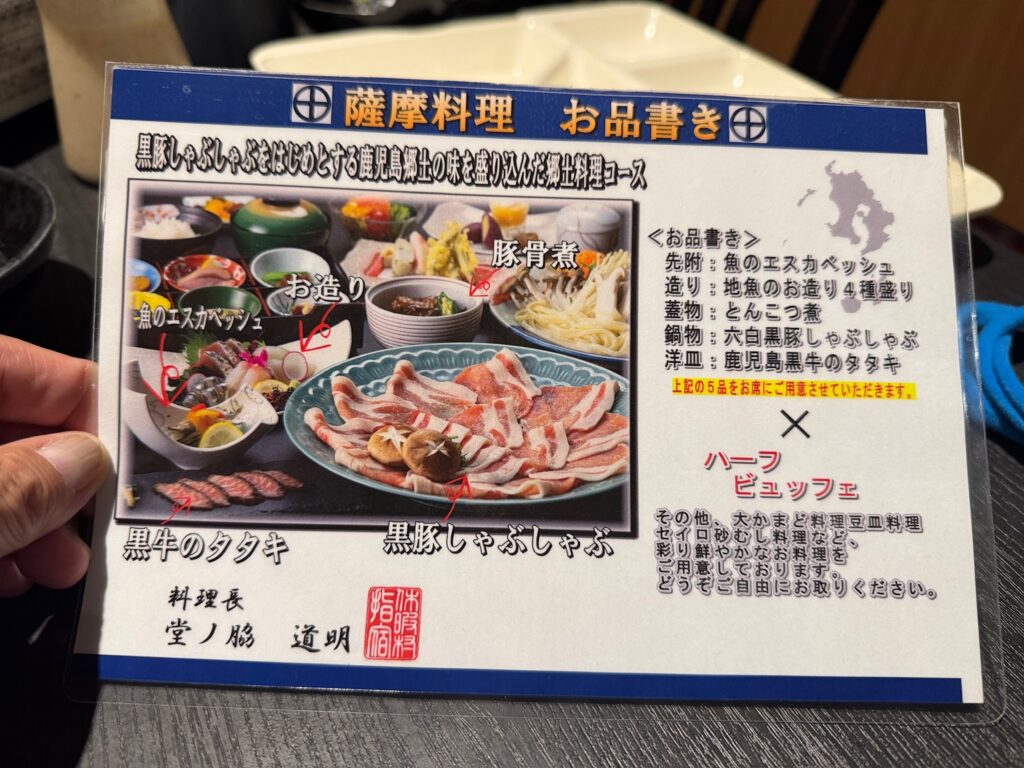 薩摩料理 お品書き
黒豚しゃぶしゃぶをはじめとする鹿児島郷土の味を盛り込んだ郷土料理コース
豚骨煮
お造り
魚のエスカベッシュ
黒牛のタタキ
黒豚しゃぶしゃぶ
料理長
堂ノ脇 道明
休暇村
指宿
＜お品書き＞
先附：魚のエスカベッシュ
造り：地魚のお造り４種盛り
蓋物：とんこつ煮
鍋物：六白黒豚しゃぶしゃぶ
洋皿：鹿児島黒牛のタタキ
上記の５品をお席にご用意させていただきます。
×
ハーフ
ビュッフェ
その他、大かまど料理豆皿料理
セイロ砂むし料理など、
彩り鮮やかなお料理を
ご用意しております。
どうぞご自由にお取りください。